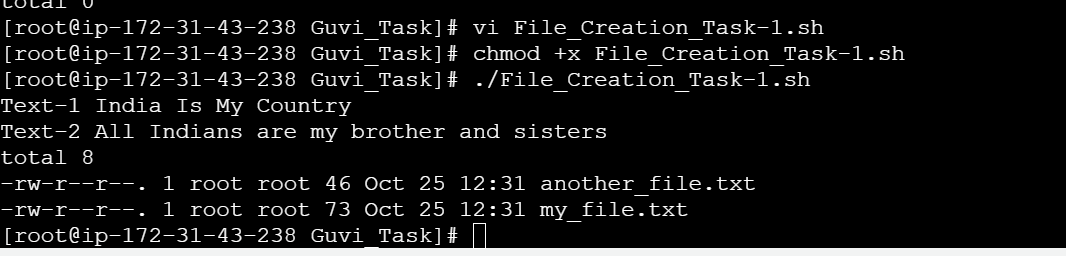 total 0
[root@ip-172-31-43-238 Guvi_Task]# vi File_Creation_Task-1.sh
[root@ip-172-31-43-238 Guvi_Task]# chmod +x File_Creation_Task-1.sh
[root@ip-172-31-43-238 Guvi_Task]# ./File_Creation_Task-1.sh
Text-1 India Is My Country
Text-2 All Indians are my brother and sisters
total 8
-rw-r--r--. 1 root root 46 Oct 25 12:31 another_file.txt
-rw-r--r--. 1 root root 73 Oct 25 12:31 my_file.txt
[root@ip-172-31-43-238 Guvi_Task]#